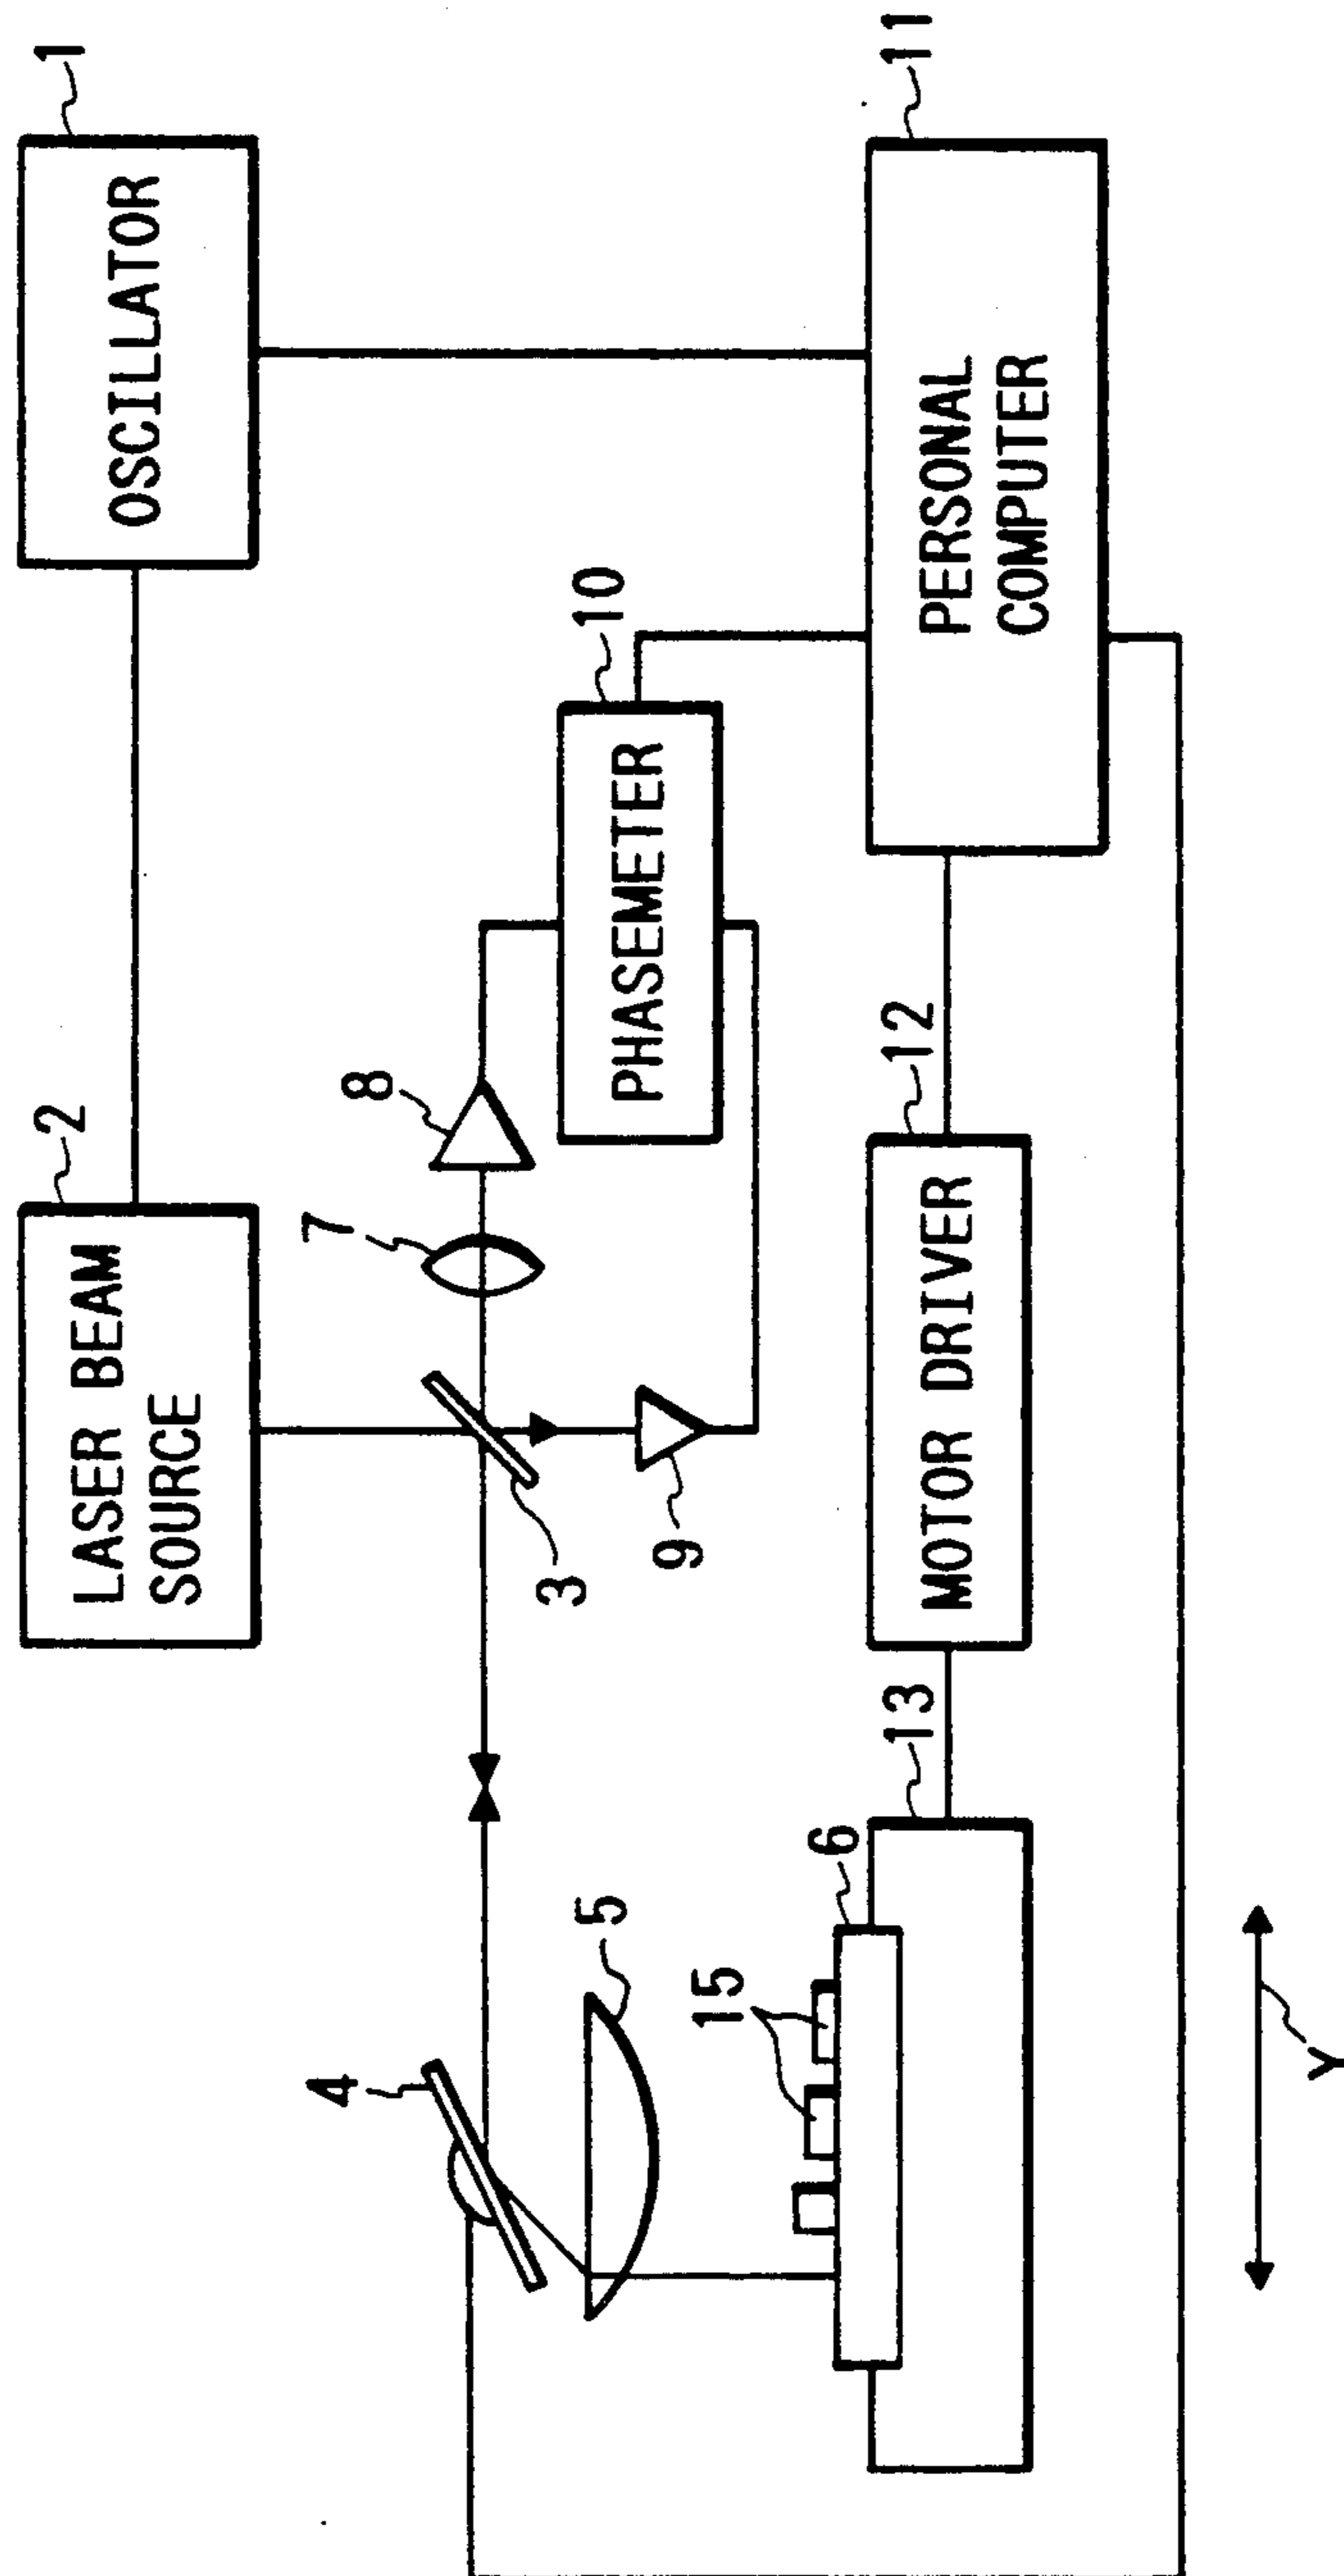 LASER BEAM
SOURCE
2
OSCILLATOR
1
4
7
8
3
5
9
PHASEMETER
10
15
6
13
MOTOR DRIVER
12
PERSONAL
COMPUTER
11
Y